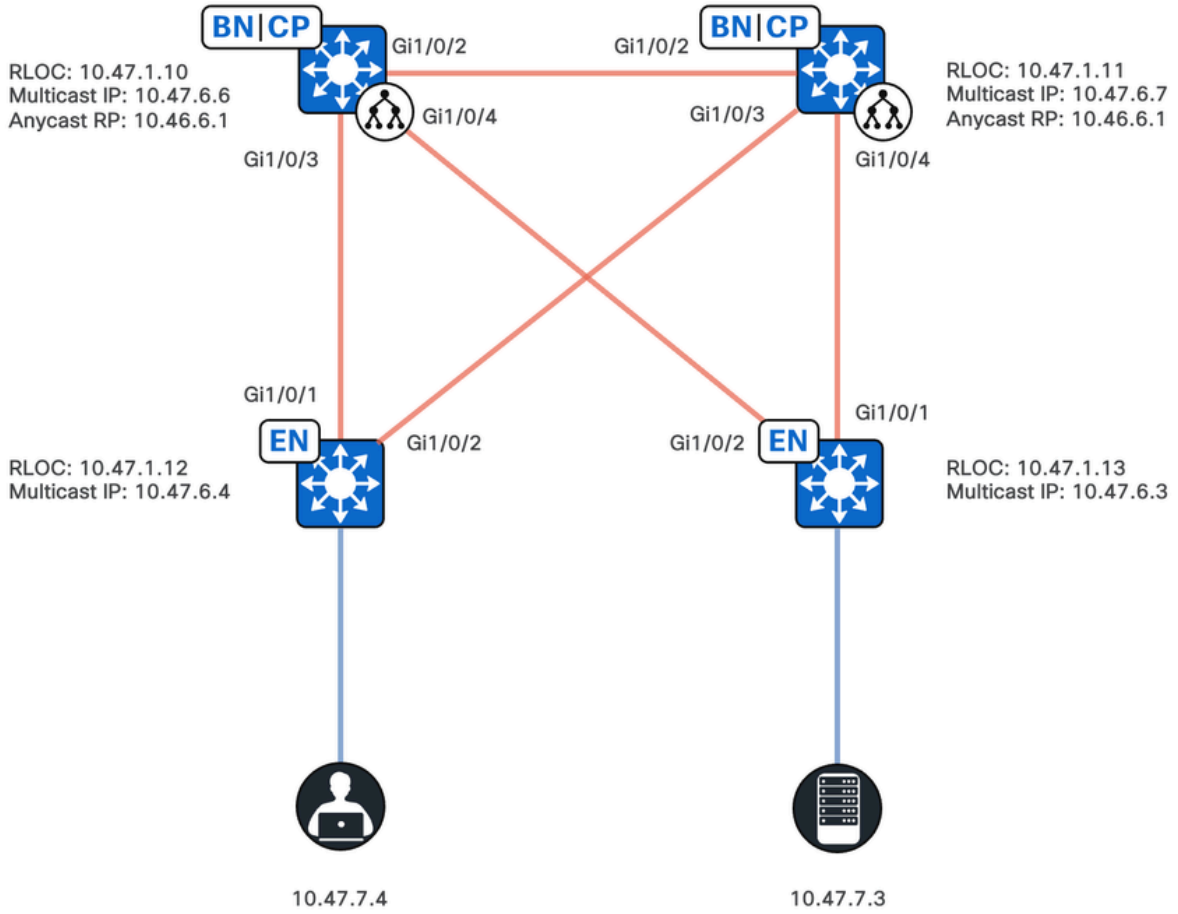 BN|CP
Gi1/0/2
Gi1/0/2
BN|CP
RLOC: 10.47.1.10
Multicast IP: 10.47.6.6
Anycast RP: 10.46.6.1
RLOC: 10.47.1.11
Multicast IP: 10.47.6.7
Anycast RP: 10.46.6.1
Gi1/0/4
Gi1/0/3
Gi1/0/3
Gi1/0/4
Gi1/0/1
Gi1/0/1
EN
Gi1/0/2
Gi1/0/2
EN
RLOC: 10.47.1.12
Multicast IP: 10.47.6.4
RLOC: 10.47.1.13
Multicast IP: 10.47.6.3
10.47.7.4
10.47.7.3